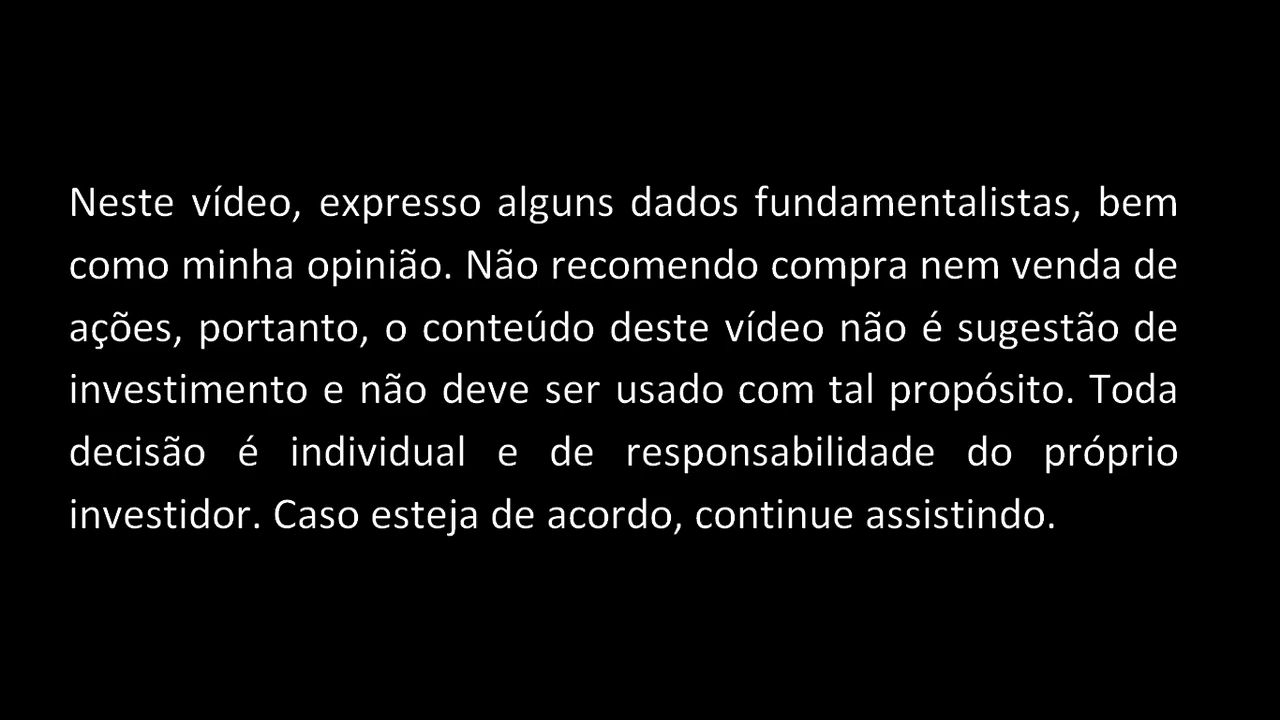 Neste vídeo, expresso alguns dados fundamentalistas, bem
como minha opinião. Não recomendo compra nem venda de
ações, portanto, o conteúdo deste vídeo não é sugestão de
investimento e não deve ser usado com tal propósito. Toda
decisão é individual e de responsabilidade do próprio
investidor. Caso esteja de acordo, continue assistindo.